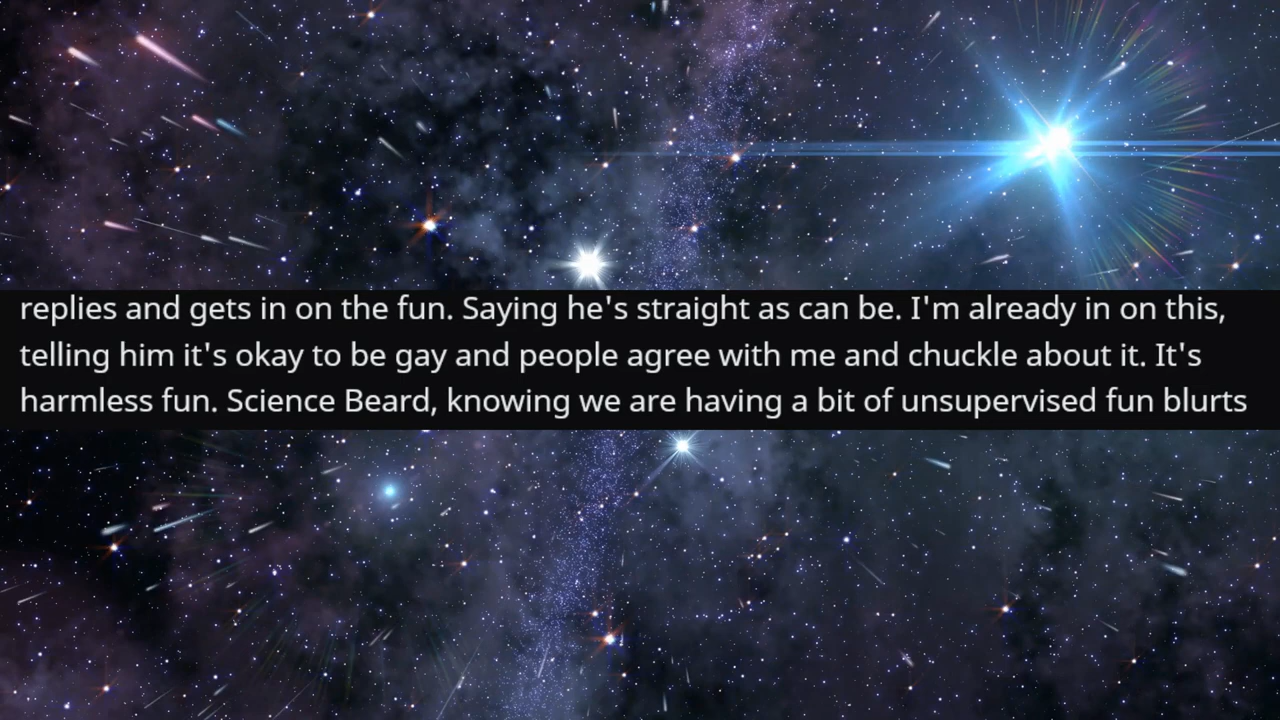 replies and gets in on the fun. Saying he's straight as can be. I'm already in on this,
telling him it's okay to be gay and people agree with me and chuckle about it. It's
harmless fun. Science Beard, knowing we are having a bit of unsupervised fun blurts